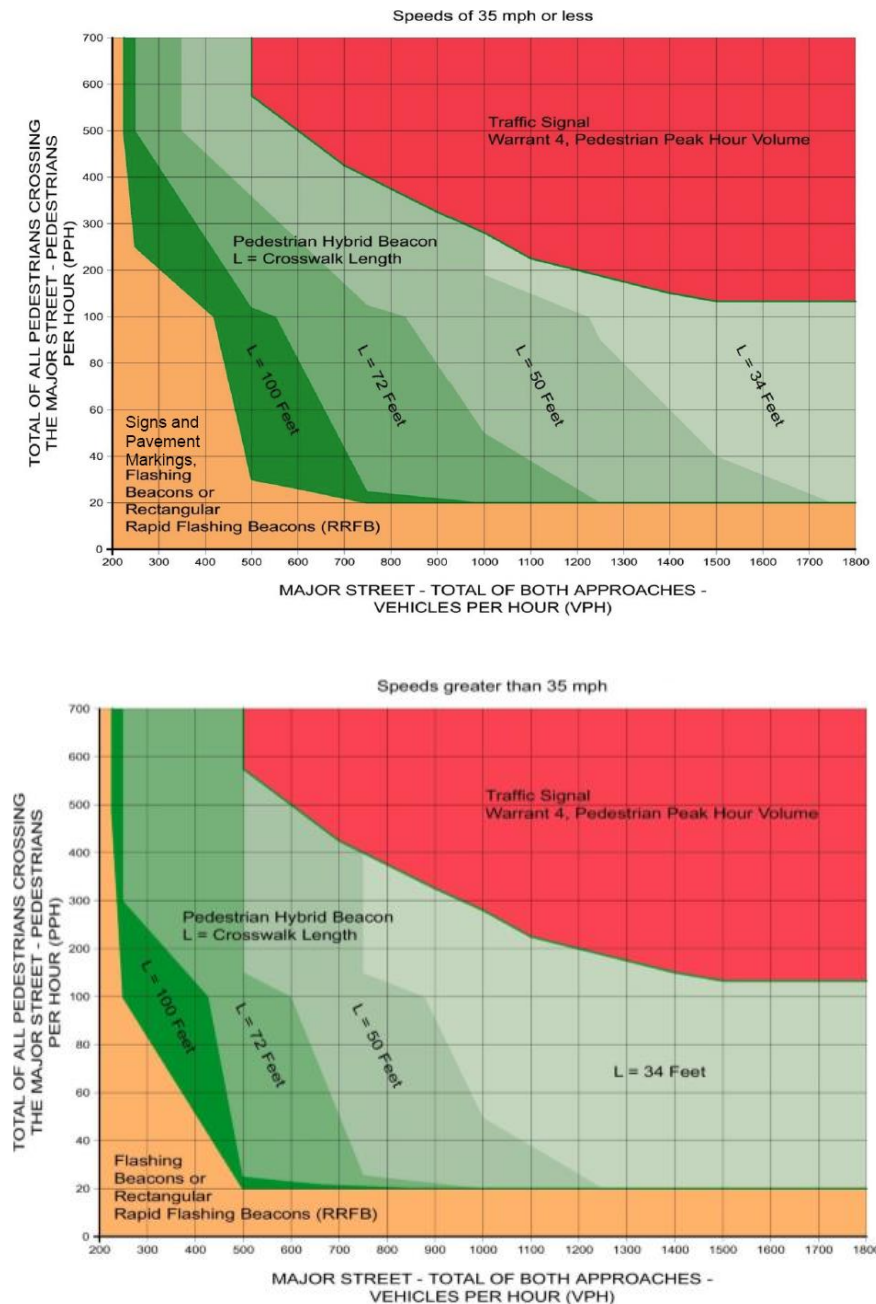 Speeds of 35 mph or less
TOTAL OF ALL PEDESTRIANS CROSSING
THE MAJOR STREET - PEDESTRIANS
PER HOUR (PPH)
700
600
500
400
300
200
100
80
60
40
20
0
Traffic Signal
Warrant 4, Pedestrian Peak Hour Volume
Pedestrian Hybrid Beacon
L = Crosswalk Length
L = 100 Feet
L = 72 Feet
L = 50 Feet
L = 34 Feet
Signs and
Pavement
Markings,
Flashing
Beacons or
Rectangular
Rapid Flashing Beacons (RRFB)
200 300 400 500 600 700 800 900 1000 1100 1200 1300 1400 1500 1600 1700 1800
MAJOR STREET - TOTAL OF BOTH APPROACHES -
VEHICLES PER HOUR (VPH)
Speeds greater than 35 mph
TOTAL OF ALL PEDESTRIANS CROSSING
THE MAJOR STREET - PEDESTRIANS
PER HOUR (PPH)
700
600
500
400
300
200
100
80
60
40
20
0
Traffic Signal
Warrant 4, Pedestrian Peak Hour Volume
Pedestrian Hybrid Beacon
L = Crosswalk Length
L = 100 Feet
L = 72 Feet
L = 50 Feet
L = 34 Feet
Flashing
Beacons or
Rectangular
Rapid Flashing Beacons (RRFB)
200 300 400 500 600 700 800 900 1000 1100 1200 1300 1400 1500 1600 1700 1800
MAJOR STREET - TOTAL OF BOTH APPROACHES -
VEHICLES PER HOUR (VPH)